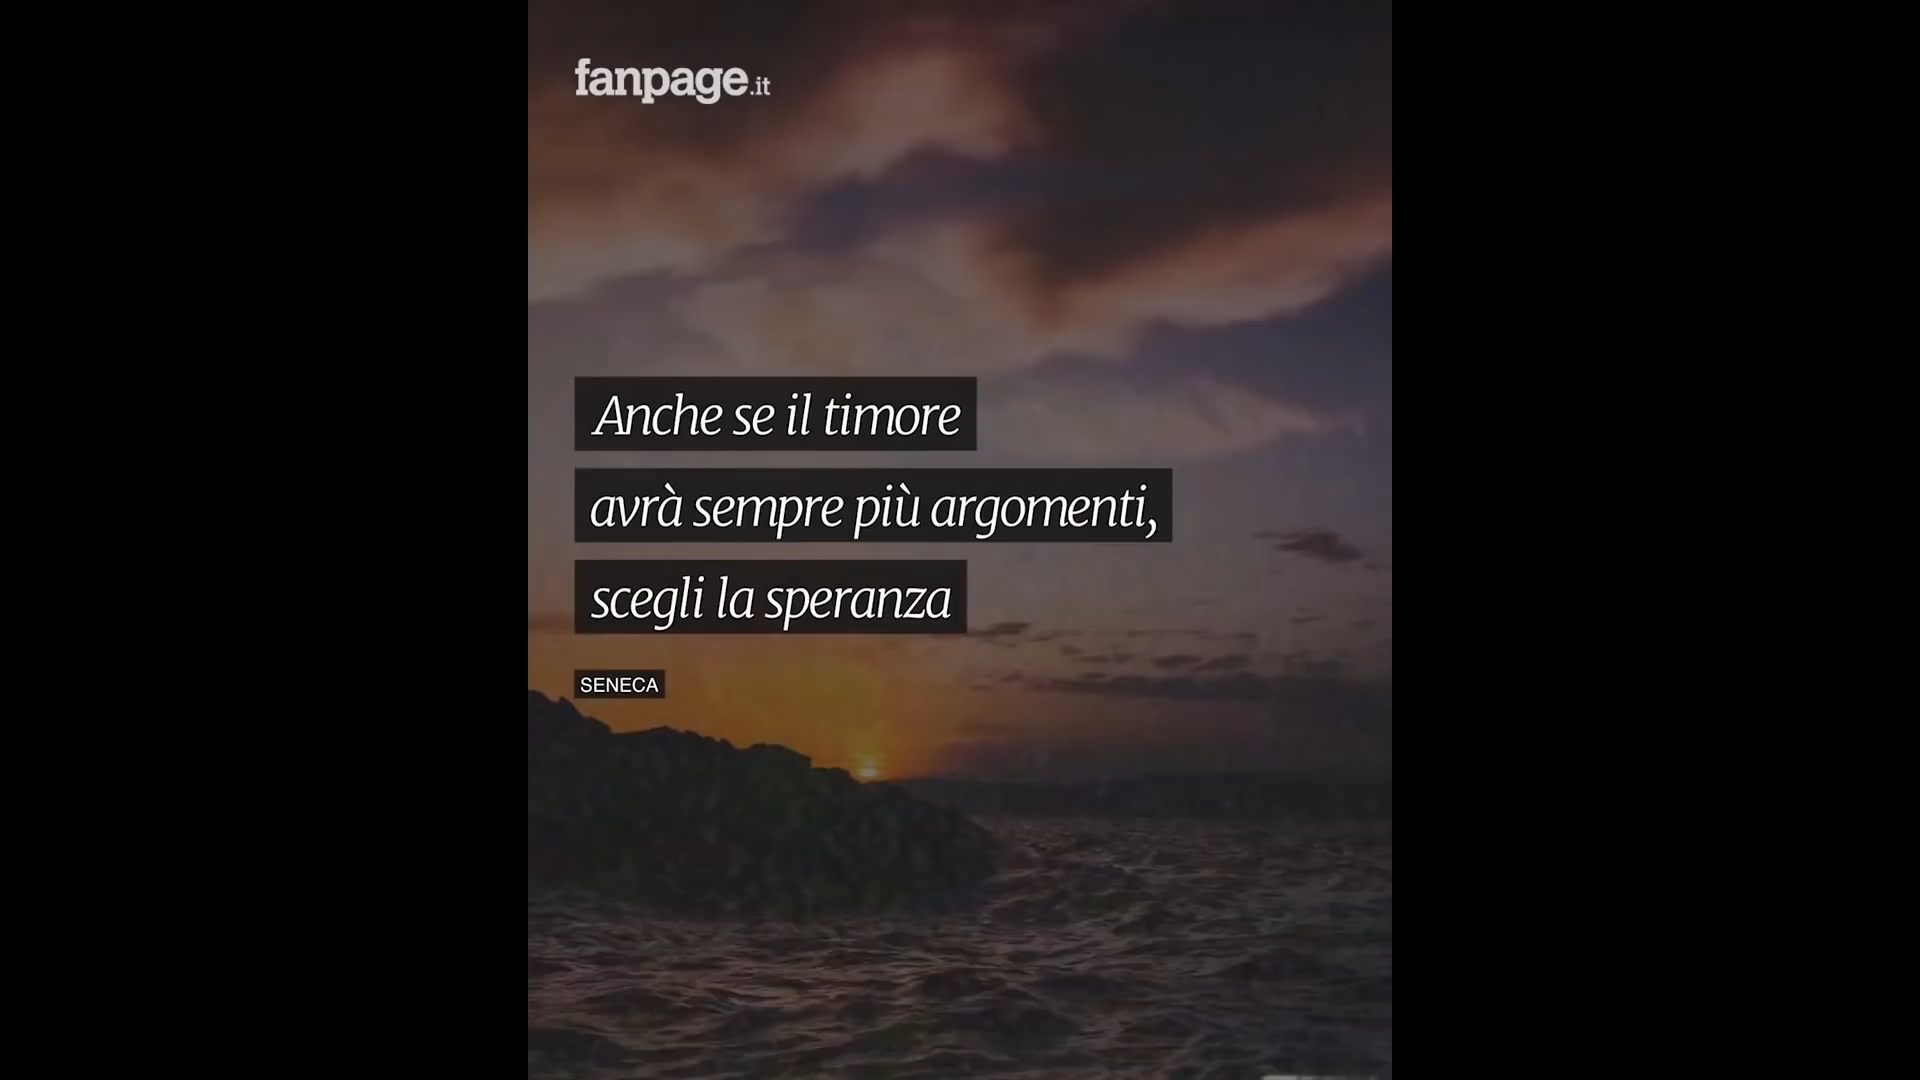 fanpage.it
Anche se il timore
avrà sempre più argomenti,
scegli la speranza
SENECA